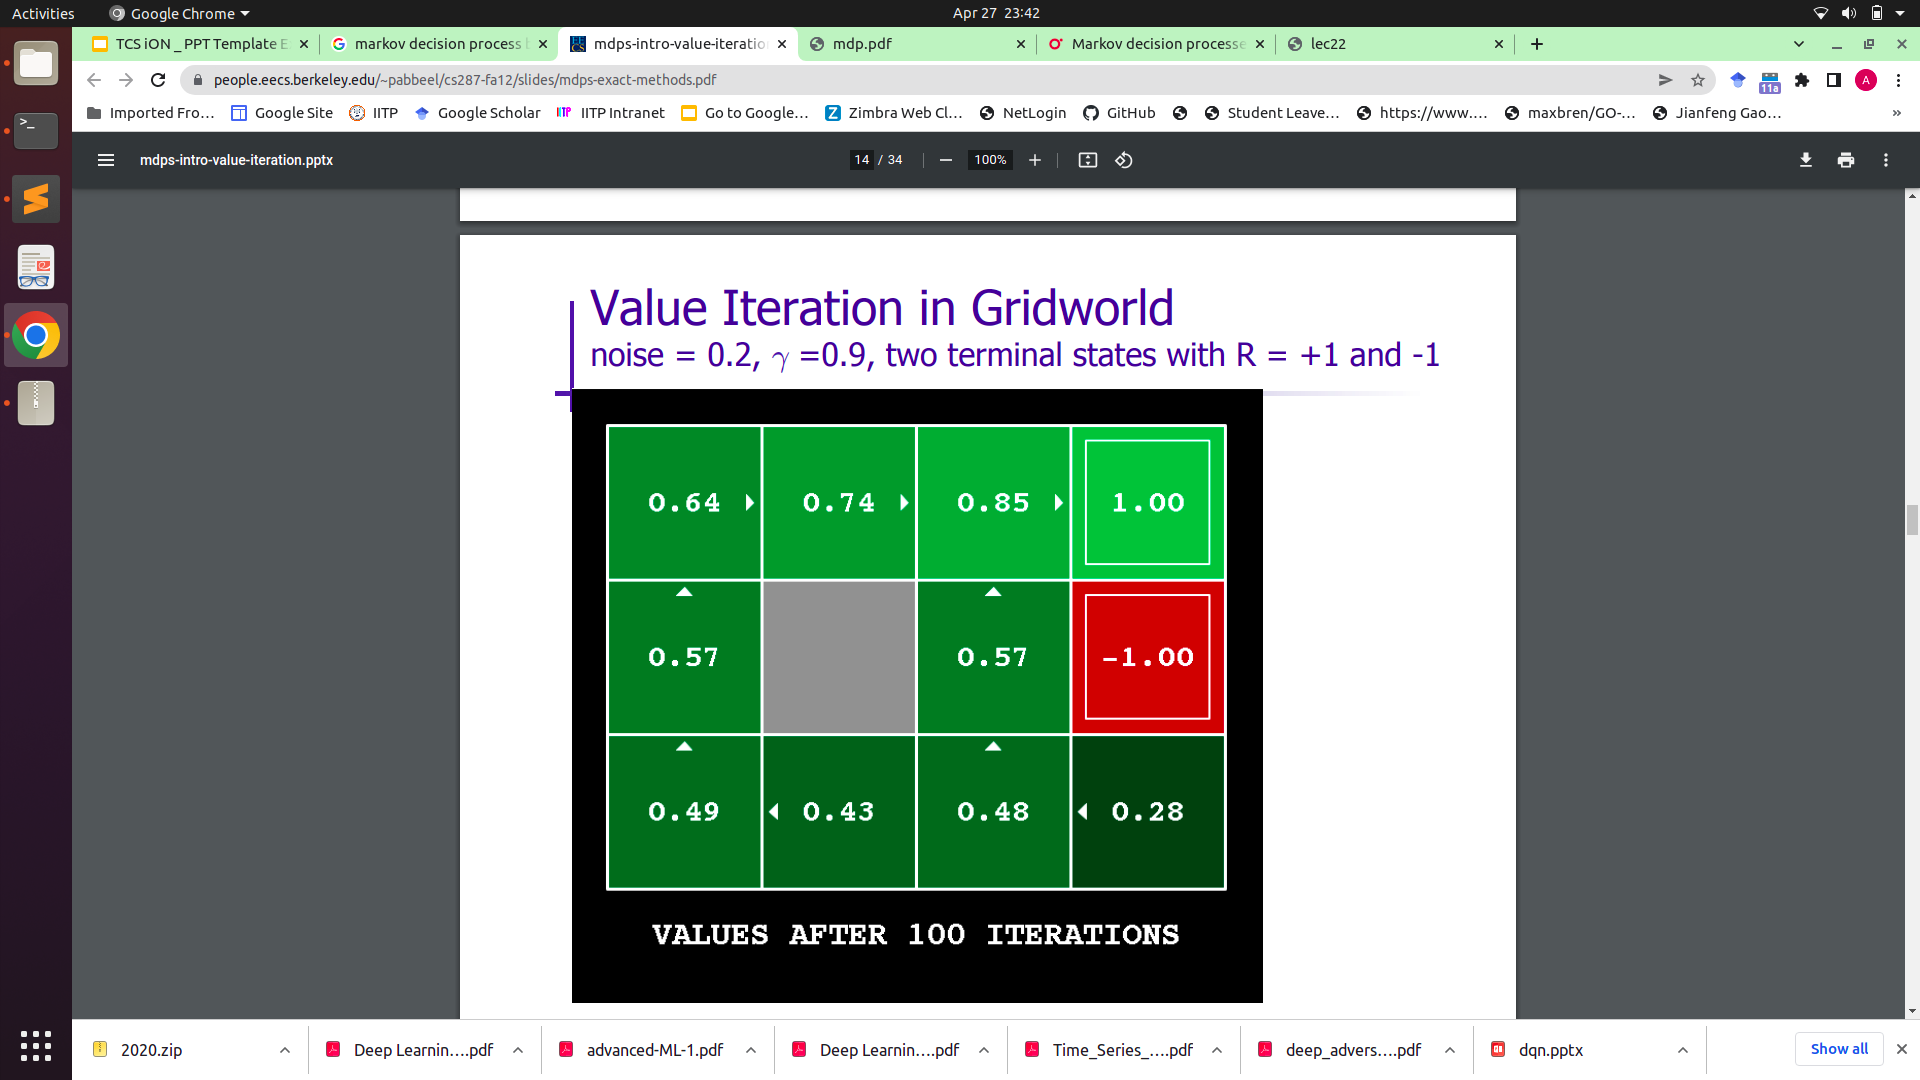 Activities Google Chrome Apr 27 23:42
TCS iON _ PPT Template E markov decision process mdps-intro-value-iteratio mdp.pdf Markov decision processe lec22
people.eecs.berkeley.edu/~pabbeel/cs287-fa12/slides/mdps-exact-methods.pdf 11a A
Imported Fro... Google Site IITP Google Scholar IITP Intranet Go to Google... Zimbra Web Cl... NetLogin GitHub Student Leave... https://www.... maxbren/GO-... Jianfeng Gao... »
mdps-intro-value-iteration.pptx 14 / 34 100%
Value Iteration in Gridworld
noise = 0.2, γ =0.9, two terminal states with R = +1 and -1
0.64 0.74 0.85 1.00
0.57 0.57 -1.00
0.49 0.43 0.48 0.28
VALUES AFTER 100 ITERATIONS
2020.zip Deep Learnin....pdf advanced-ML-1.pdf Deep Learnin....pdf Time_Series_....pdf deep_advers....pdf dqn.pptx Show all